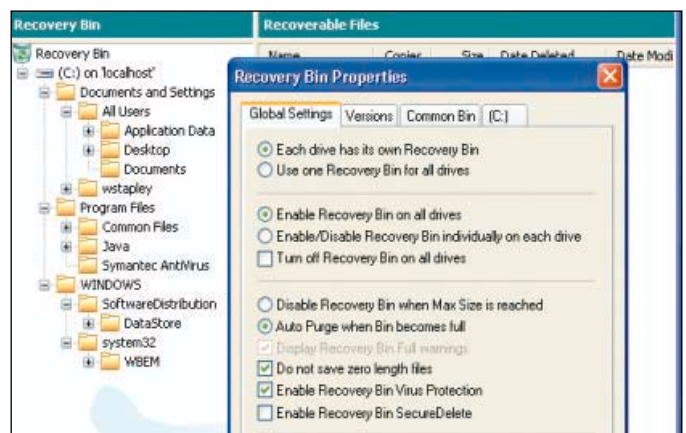 Recovery Bin
Recoverable Files
Recovery Bin
(C:) on 'localhost'
Documents and Settings
All Users
Application Data
Desktop
Documents
wstapley
Program Files
Common Files
Java
Symantec AntiVirus
WINDOWS
SoftwareDistribution
DataStore
system32
WBEM
Name Copies Size Date Deleted Date Modi
Recovery Bin Properties
Global Settings Versions Common Bin (C:)
Each drive has its own Recovery Bin
Use one Recovery Bin for all drives
Enable Recovery Bin on all drives
Enable/Disable Recovery Bin individually on each drive
Turn off Recovery Bin on all drives
Disable Recovery Bin when Max Size is reached
Auto Purge when Bin becomes full
Display Recovery Bin Full warnings
Do not save zero length files
Enable Recovery Bin Virus Protection
Enable Recovery Bin SecureDelete